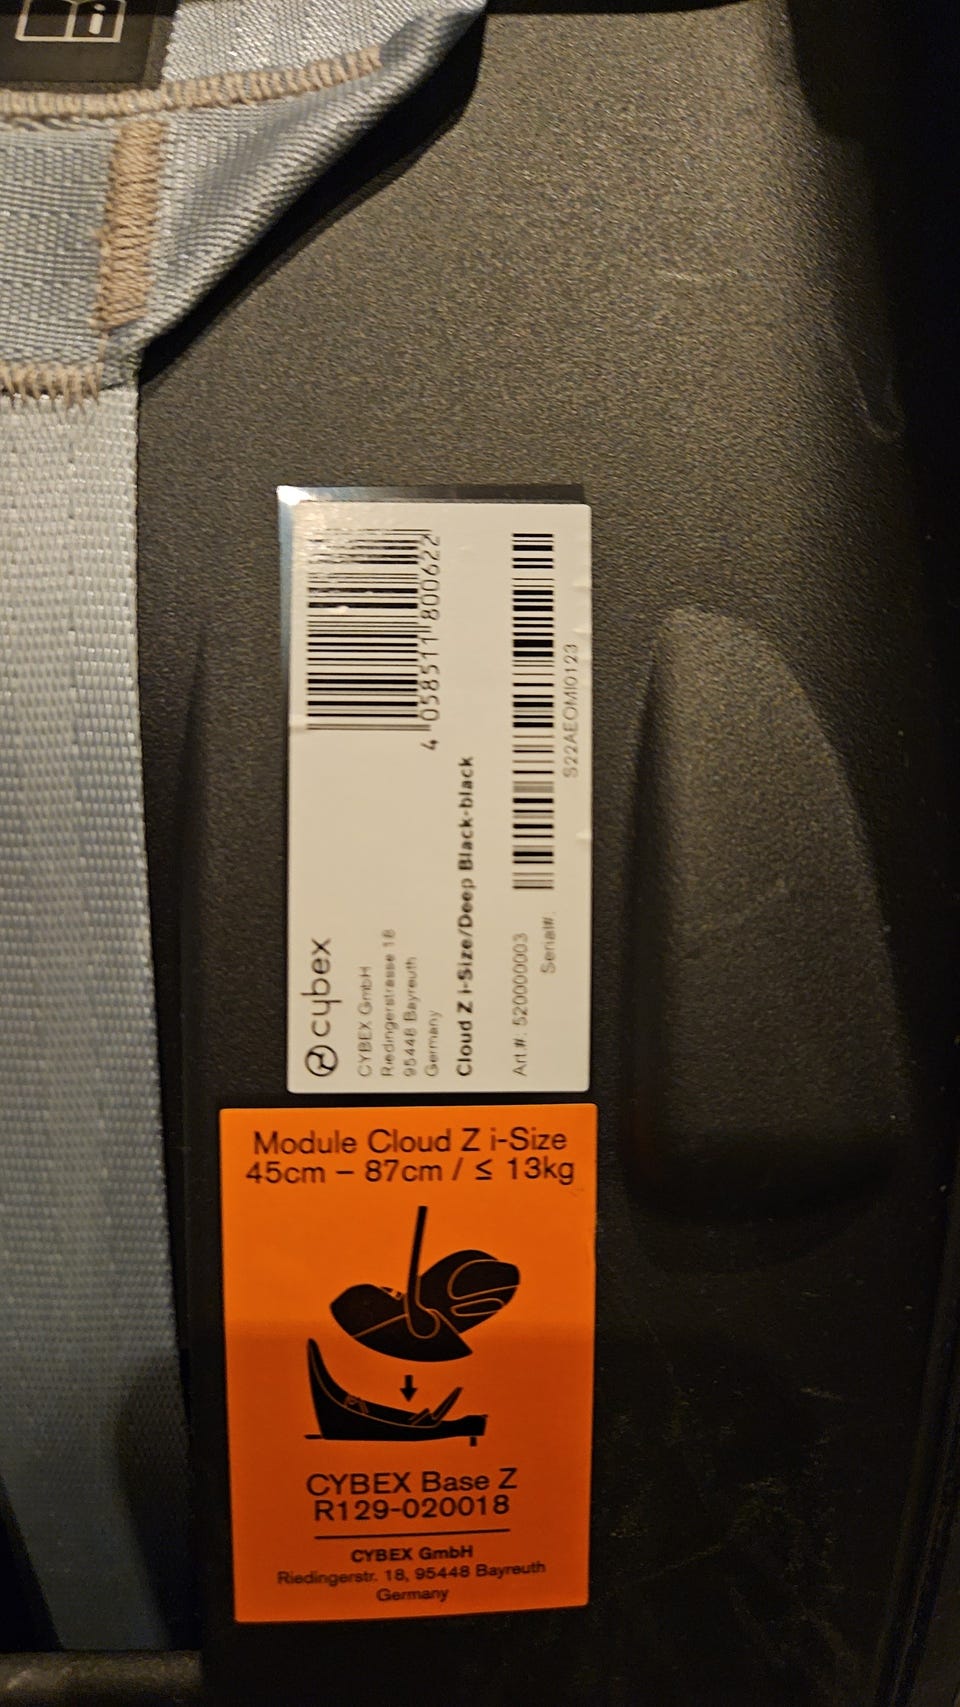 i
cybex
4 058511 800622
CYBEX GmbH
Riedingerstrasse 18
95448 Bayreuth
Germany
Cloud Z i-Size/Deep Black-black
Art.#: 520000003
Serial#:
S22AEOMI0123
Module Cloud Z i-Size
45cm – 87cm / ≤ 13kg
CYBEX Base Z
R129-020018
CYBEX GmbH
Riedingerstr. 18, 95448 Bayreuth
Germany